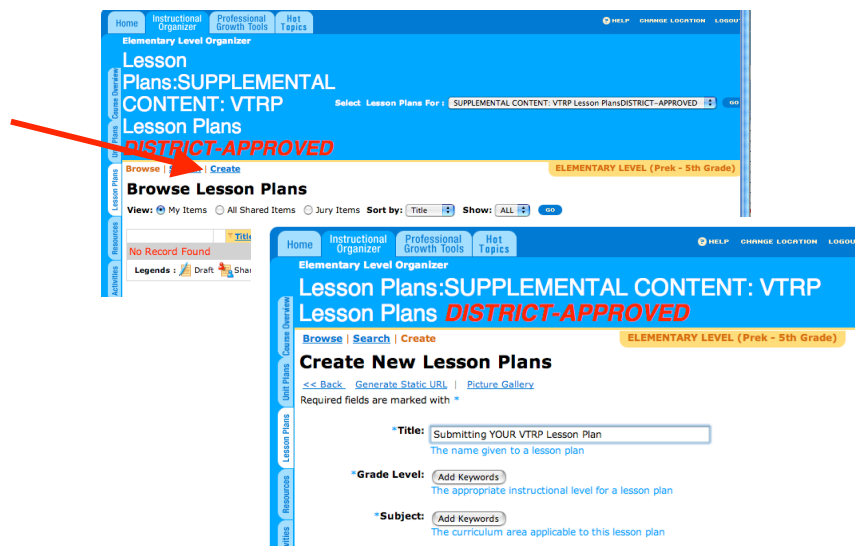 Home
Instructional Organizer
Professional Growth Tools
Hot Topics
HELP CHANGE LOCATION LOGOU
Elementary Level Organizer
Lesson
Plans:SUPPLEMENTAL
CONTENT: VTRP
Lesson Plans
DISTRICT-APPROVED
Select Lesson Plans For : SUPPLEMENTAL CONTENT: VTRP Lesson PlansDISTRICT-APPROVED GO
Course Overview
Plans
Lesson Plans
Resources
Activities
Browse | | Create
ELEMENTARY LEVEL (Prek - 5th Grade)
Browse Lesson Plans
View: My Items All Shared Items Jury Items Sort by: Title Show: ALL GO
* Title
No Record Found
Legends : Draft Shar
Home
Instructional Organizer
Professional Growth Tools
Hot Topics
HELP CHANGE LOCATION LOGOU
Elementary Level Organizer
Lesson Plans:SUPPLEMENTAL CONTENT: VTRP
Lesson Plans DISTRICT-APPROVED
Course Overview
Unit Plans
Lesson Plans
Resources
vities
Browse | Search | Create
ELEMENTARY LEVEL (Prek - 5th Grade)
Create New Lesson Plans
<< Back Generate Static URL | Picture Gallery
Required fields are marked with *
*Title: Submitting YOUR VTRP Lesson Plan
The name given to a lesson plan
*Grade Level: Add Keywords
The appropriate instructional level for a lesson plan
*Subject: Add Keywords
The curriculum area applicable to this lesson plan